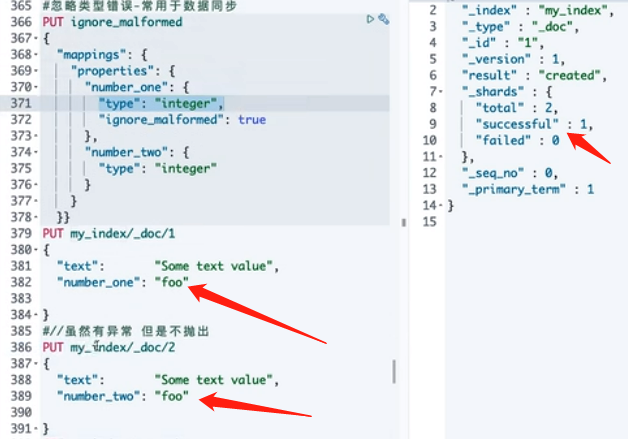 365 #忽略类型错误-常用于数据同步
366 PUT ignore_malformed
367 {
368   "mappings": {
369     "properties": {
370       "number_one": {
371         "type": "integer",
372         "ignore_malformed": true
373       },
374       "number_two": {
375         "type": "integer"
376       }
377     }
378   }}
379 PUT my_index/_doc/1
380 {
381   "text":       "Some text value",
382   "number_one": "foo"
383
384 }
385 #//虽然有异常 但是不抛出
386 PUT my_index/_doc/2
387 {
388   "text":       "Some text value",
389   "number_two": "foo"
390
391 }
2   "_index" : "my_index",
3   "_type" : "_doc",
4   "_id" : "1",
5   "_version" : 1,
6   "result" : "created",
7   "_shards" : {
8     "total" : 2,
9     "successful" : 1,
10     "failed" : 0
11   },
12   "_seq_no" : 0,
13   "_primary_term" : 1
14 }
15